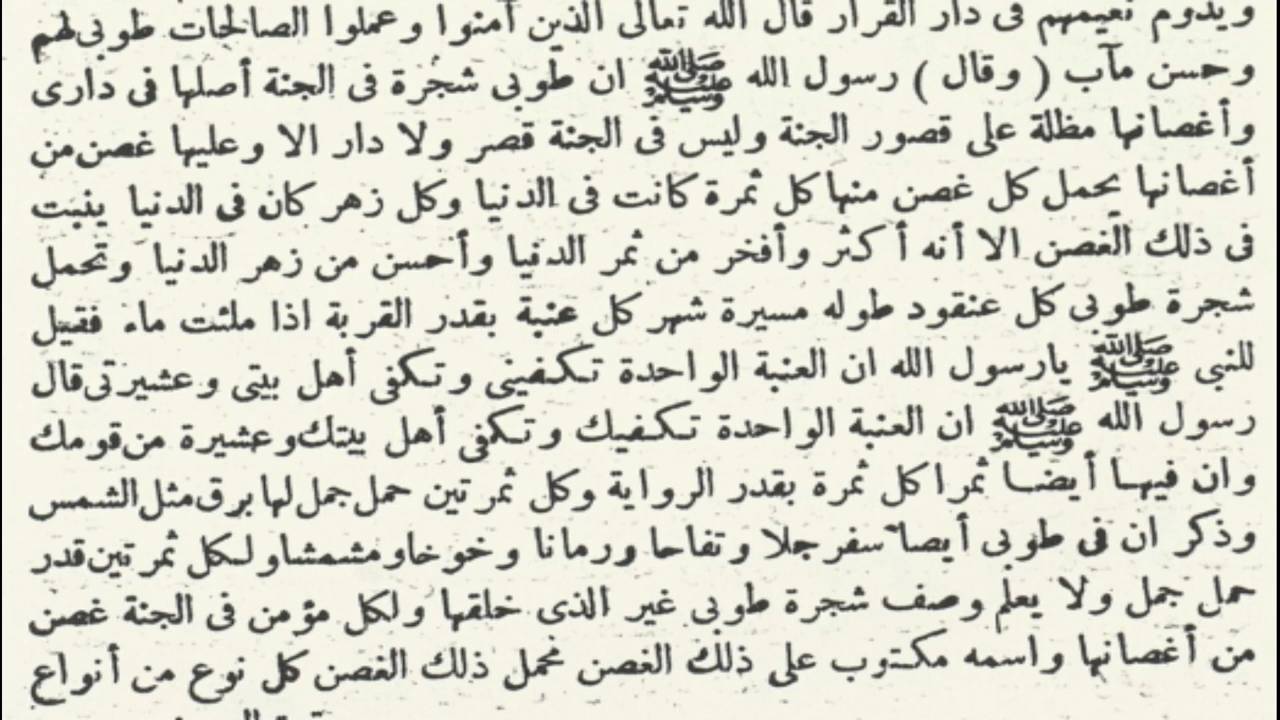 ويدوم نعيمهم فى دار القرار قال الله تعالى الذين آمنوا وعملوا الصالحات طوبى لهم
وحسن مآب ( وقال ) رسول الله ﷺ ان طوبى شجرة فى الجنة أصلها فى دارى
وأغصانها مظلة على قصور الجنة وليس فى الجنة قصر ولا دار الا وعليها غصن من
أغصانها يحمل كل غصن منها كل ثمرة كانت فى الدنيا وكل زهر كان فى الدنيا ينبت
فى ذلك الغصن الا أنه أكثر وأفخر من ثمر الدنيا وأحسن من زهر الدنيا وتحمل
شجرة طوبى كل عنقود طوله مسيرة شهر كل عنبة بقدر القربة اذا ملئت ماء فقيل
للنبى ﷺ يارسول الله ان العنبة الواحدة تكفينى وتكفى أهل بيتى وعشيرتى قال
رسول الله ﷺ ان العنبة الواحدة تكفيك وتكفى أهل بيتك وعشيرة من قومك
وان فيها أيضا ثمرا كل ثمرة بقدر الرواية وكل ثمر تين حمل جمل لها برق مثل الشمس
وذكر ان فى طوبى أيصا سفرجلا وتفاحا ورمانا وخوخا ومشمشا ولكل ثمر تين قدر
حمل جمل ولا يعلم وصف شجرة طوبى غير الذى خلقها ولكل مؤمن فى الجنة غصن
من أغصانها واسمه مكتوب على ذلك الغصن فحمل ذلك الغصن كل نوع من أنواع